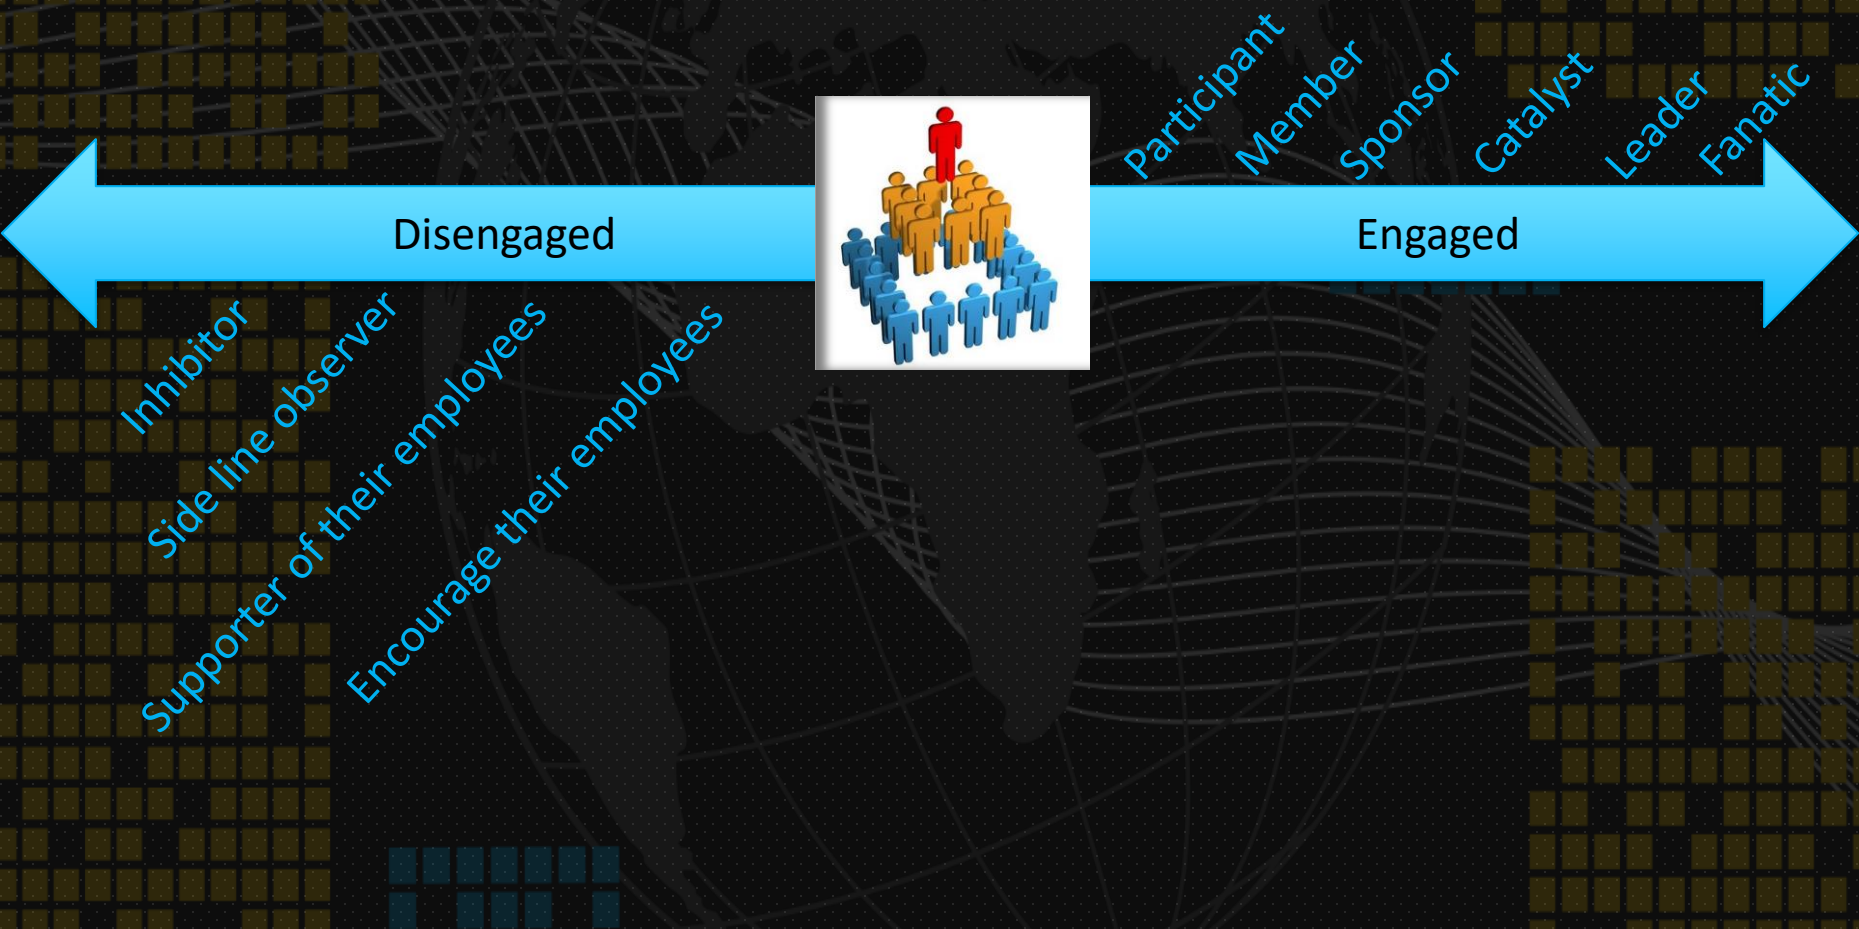 Participant
Member
Sponsor
Catalyst
Leader
Fanatic
Disengaged
Engaged
Inhibitor
Side line observer
Supporter of their employees
Encourage their employees